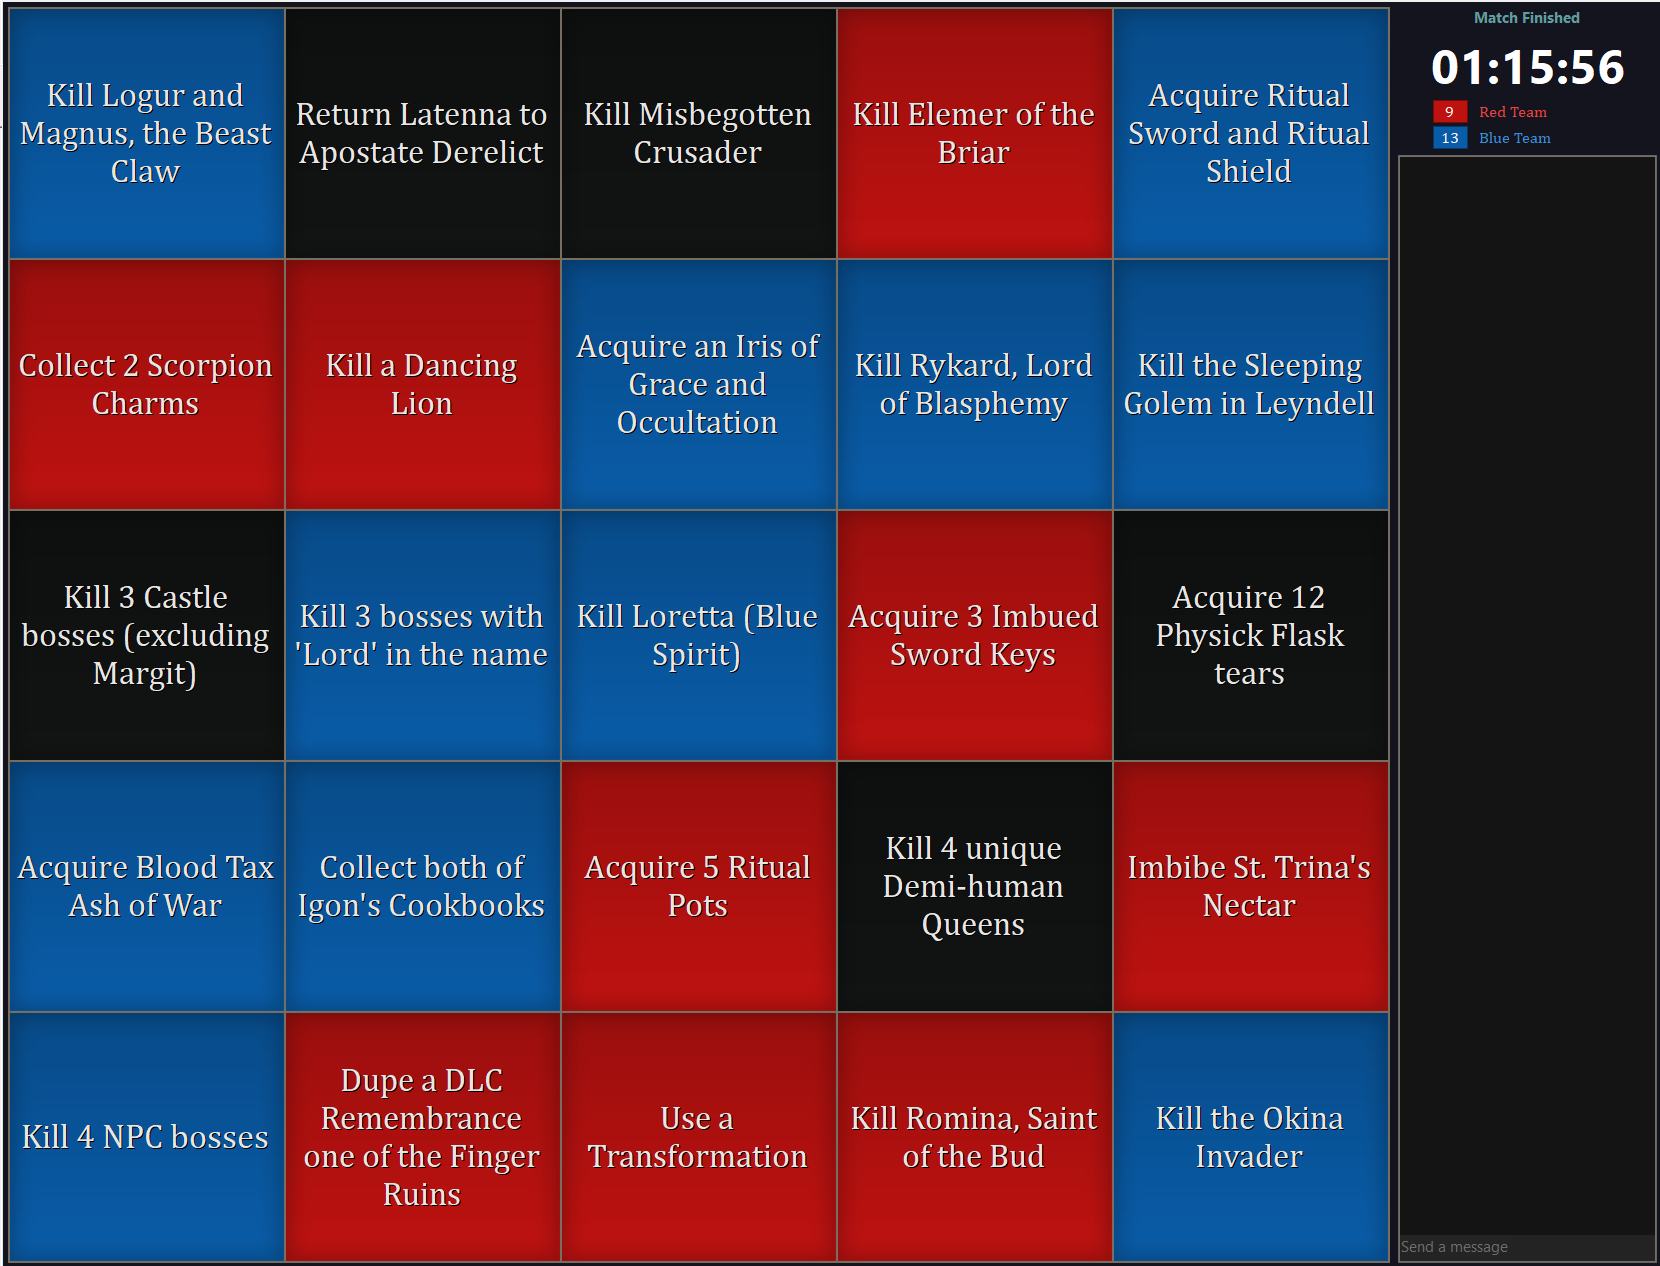 Kill Logur and
Magnus, the Beast
Claw
Return Latenna to
Apostate Derelict
Kill Misbegotten
Crusader
Kill Elemer of the
Briar
Acquire Ritual
Sword and Ritual
Shield
Collect 2 Scorpion
Charms
Kill a Dancing
Lion
Acquire an Iris of
Grace and
Occultation
Kill Rykard, Lord
of Blasphemy
Kill the Sleeping
Golem in Leyndell
Kill 3 Castle
bosses (excluding
Margit)
Kill 3 bosses with
'Lord' in the name
Kill Loretta (Blue
Spirit)
Acquire 3 Imbued
Sword Keys
Acquire 12
Physick Flask
tears
Acquire Blood Tax
Ash of War
Collect both of
Igon's Cookbooks
Acquire 5 Ritual
Pots
Kill 4 unique
Demi-human
Queens
Imbibe St. Trina's
Nectar
Kill 4 NPC bosses
Dupe a DLC
Remembrance
one of the Finger
Ruins
Use a
Transformation
Kill Romina, Saint
of the Bud
Kill the Okina
Invader
Match Finished
01:15:56
9 Red Team
13 Blue Team
Send a message